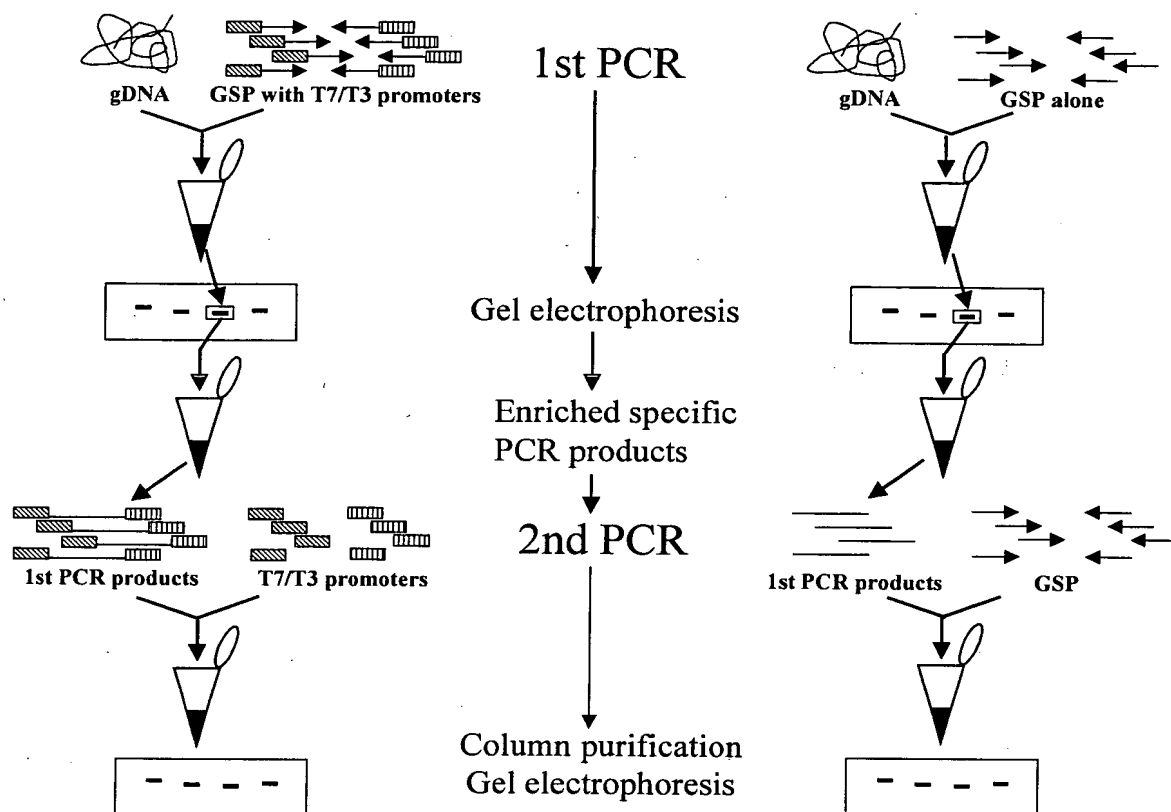 1st PCR
gDNA
GSP with T7/T3 promoters
gDNA
GSP alone
Gel electrophoresis
Enriched specific
PCR products
2nd PCR
1st PCR products
T7/T3 promoters
1st PCR products
GSP
Column purification
Gel electrophoresis